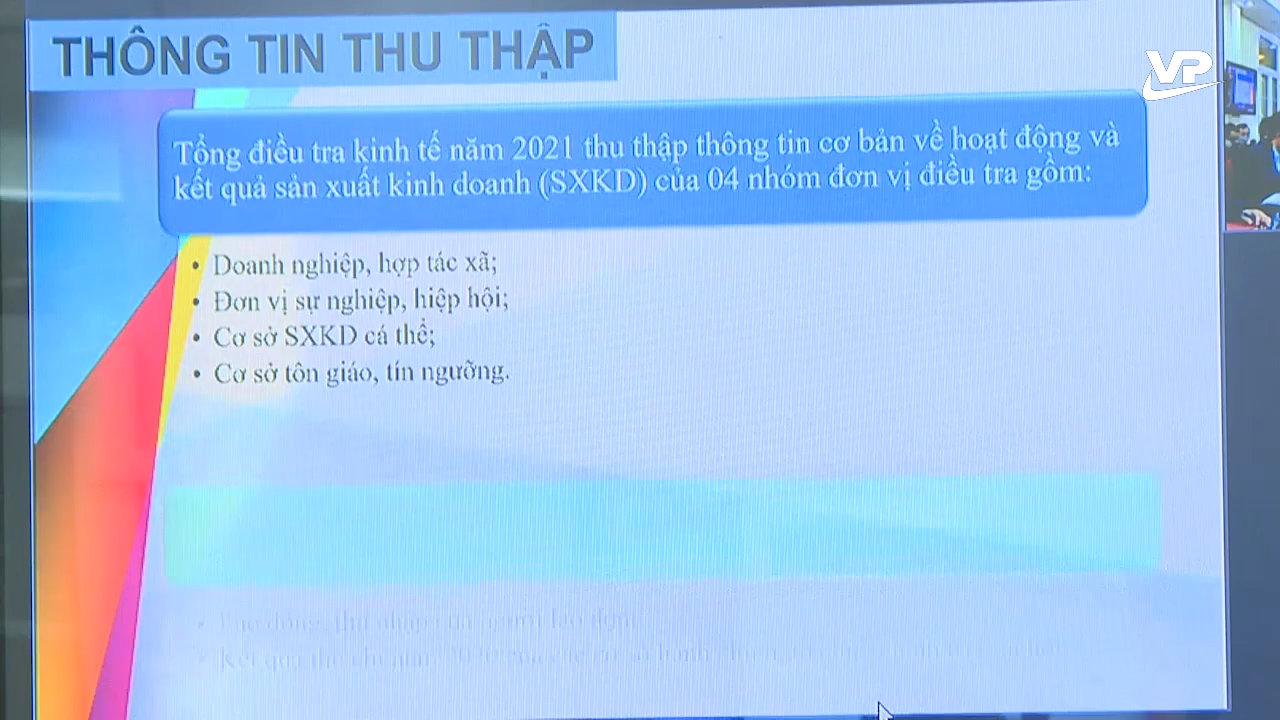 THÔNG TIN THU THẬP
VP
Tổng điều tra kinh tế năm 2021 thu thập thông tin cơ bản về hoạt động và
kết quả sản xuất kinh doanh (SXKD) của 04 nhóm đơn vị điều tra gồm:
• Doanh nghiệp, hợp tác xã;
• Đơn vị sự nghiệp, hiệp hội;
• Cơ sở SXKD cá thể;
• Cơ sở tôn giáo, tín ngưỡng.